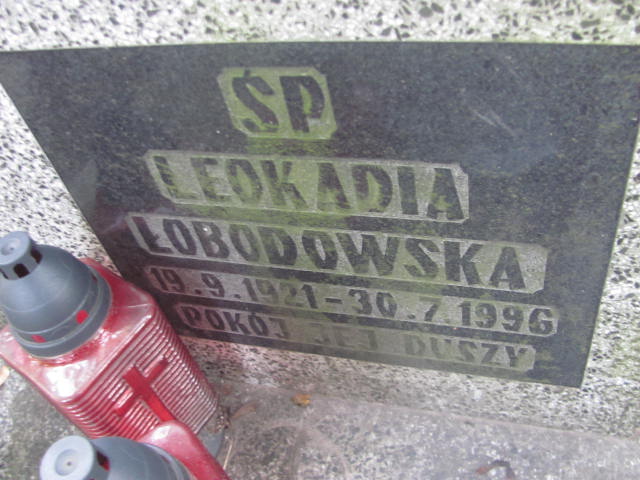 ŚP
LEOKADIA
ŁOBODOWSKA
19.9.1921-30.7.1996
POKÓJ JEJ DUSZY